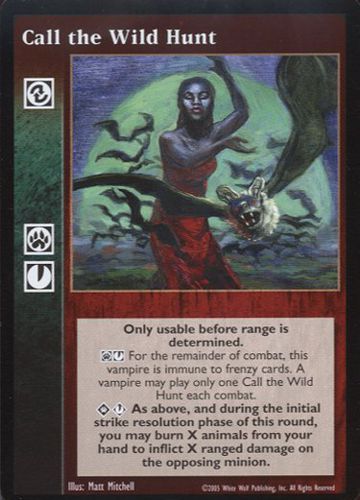 Call the Wild Hunt
Only usable before range is
determined.
For the remainder of combat, this
vampire is immune to frenzy cards. A
vampire may play only one Call the Wild
Hunt each combat.
As above, and during the initial
strike resolution phase of this round,
you may burn X animals from your
hand to inflict X ranged damage on
the opposing minion.
Illus: Matt Mitchell
©2005 White Wolf Publishing, Inc. All Rights Reserved